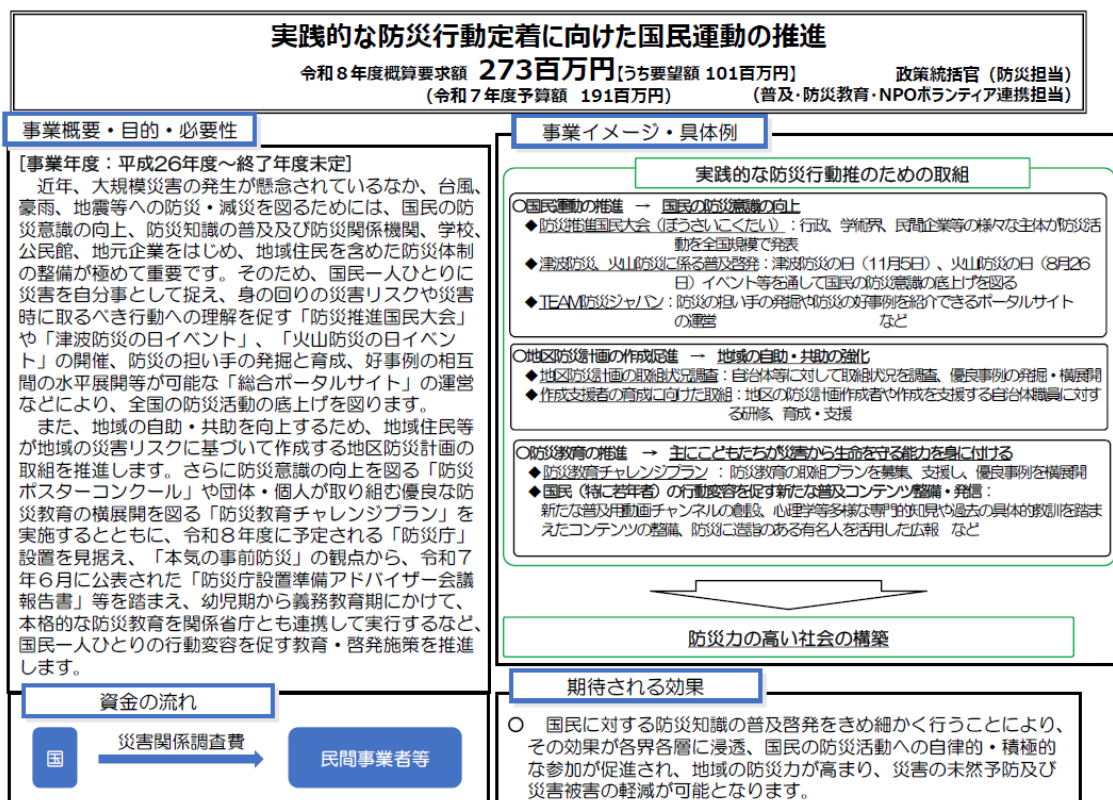 実践的な防災行動定着に向けた国民運動の推進
令和８年度概算要求額 273百万円【うち要望額 101百万円】
政策統括官（防災担当）
（令和７年度予算額 191百万円）
（普及・防災教育・NPOボランティア連携担当）
事業概要・目的・必要性
［事業年度：平成26年度～終了年度未定］
近年、大規模災害の発生が懸念されているなか、台風、
豪雨、地震等への防災・減災を図るためには、国民の防
災意識の向上、防災知識の普及及び防災関係機関、学校、
公民館、地元企業をはじめ、地域住民を含めた防災体制
の整備が極めて重要です。そのため、国民一人ひとりに
災害を自分事として捉え、身の回りの災害リスクや災害
時に取るべき行動への理解を促す「防災推進国民大会」
や「津波防災の日イベント」、「火山防災の日イベン
ト」の開催、防災の担い手の発掘と育成、好事例の相互
間の水平展開等が可能な「総合ポータルサイト」の運営
などにより、全国の防災活動の底上げを図ります。
また、地域の自助・共助を向上するため、地域住民等
が地域の災害リスクに基づいて作成する地区防災計画の
取組を推進します。さらに防災意識の向上を図る「防災
ポスターコンクール」や団体・個人が取り組む優良な防
災教育の横展開を図る「防災教育チャレンジプラン」を
実施するとともに、令和８年度に予定される「防災庁」
設置を見据え、「本気の事前防災」の観点から、令和７
年６月に公表された「防災庁設置準備アドバイザー会議
報告書」等を踏まえ、幼児期から義務教育期にかけて、
本格的な防災教育を関係省庁とも連携して実行するなど、
国民一人ひとりの行動変容を促す教育・啓発施策を推進
します。
資金の流れ
国
災害関係調査費
民間事業者等
事業イメージ・具体例
実践的な防災行動推のための取組
〇国民運動の推進 → 国民の防災意識の向上
◆防災推進国民大会（ぼうさいこくたい）：行政、学術界、民間企業等の様々な主体が防災活
動を全国規模で発表
◆津波防災、火山防災に係る普及啓発：津波防災の日（11月5日）、火山防災の日（8月26
日）イベント等を通して国民の防災意識の底上げを図る
◆TEAM防災ジャパン：防災の担い手の発掘や防災の好事例を紹介できるポータルサイト
の運営 など
〇地区防災計画の作成促進 → 地域の自助・共助の強化
◆地区防災計画の取組状況調査：自治体等に対して取組状況を調査、優良事例の発掘・横展開
◆作成支援者の育成に向けた取組：地区の防災計画作成者や作成を支援する自治体職員に対す
る研修、育成・支援
〇防災教育の推進 → 主にこどもたちが災害から生命を守る能力を身に付ける
◆防災教育チャレンジプラン：防災教育の取組プランを募集、支援し、優良事例を横展開
◆国民（特に若年者）の行動変容を促す新たな普及コンテンツ整備・発信：
新たな普及用動画チャンネルの創設、心理学等多様な専門的知見や過去の具体的教訓を踏ま
えたコンテンツの整備、防災に造詣のある有名人を活用した広報 など
防災力の高い社会の構築
期待される効果
〇 国民に対する防災知識の普及啓発をきめ細かく行うことにより、
その効果が各界各層に浸透、国民の防災活動への自律的・積極的
な参加が促進され、地域の防災力が高まり、災害の未然予防及び
災害被害の軽減が可能となります。